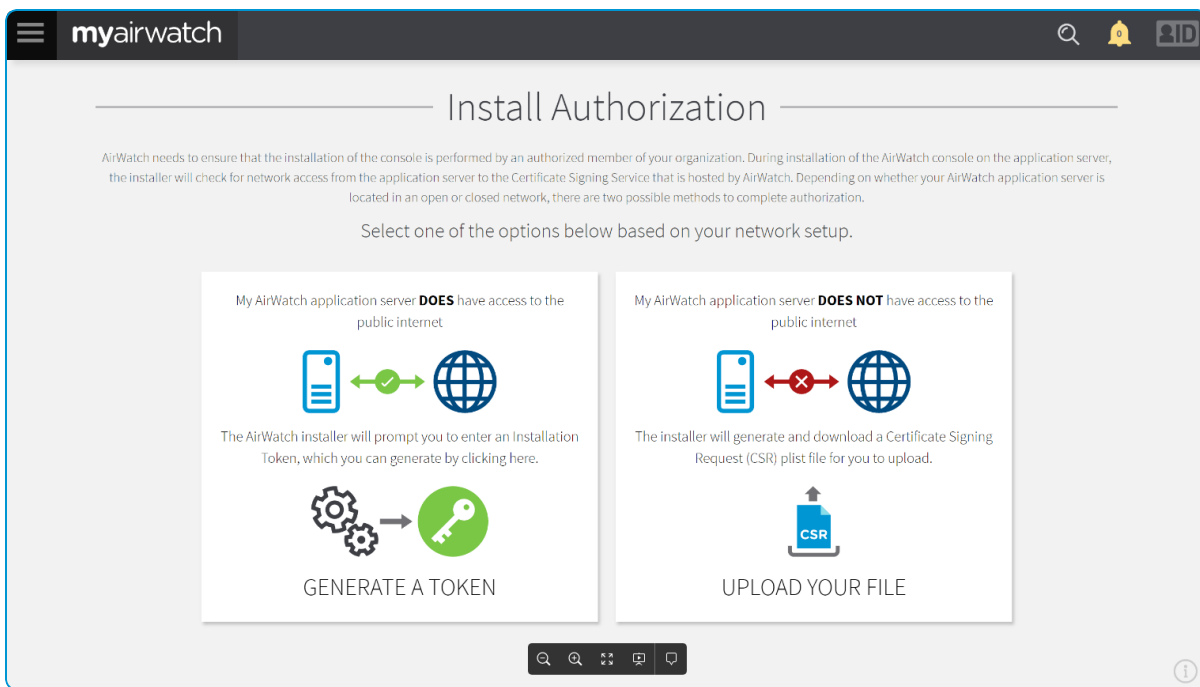 myairwatch
0
ID
Install Authorization
AirWatch needs to ensure that the installation of the console is performed by an authorized member of your organization. During installation of the AirWatch console on the application server,
the installer will check for network access from the application server to the Certificate Signing Service that is hosted by AirWatch. Depending on whether your AirWatch application server is
located in an open or closed network, there are two possible methods to complete authorization.
Select one of the options below based on your network setup.
My AirWatch application server DOES have access to the
public internet
The AirWatch installer will prompt you to enter an Installation
Token, which you can generate by clicking here.
GENERATE A TOKEN
My AirWatch application server DOES NOT have access to the
public internet
The installer will generate and download a Certificate Signing
Request (CSR) plist file for you to upload.
CSR
UPLOAD YOUR FILE